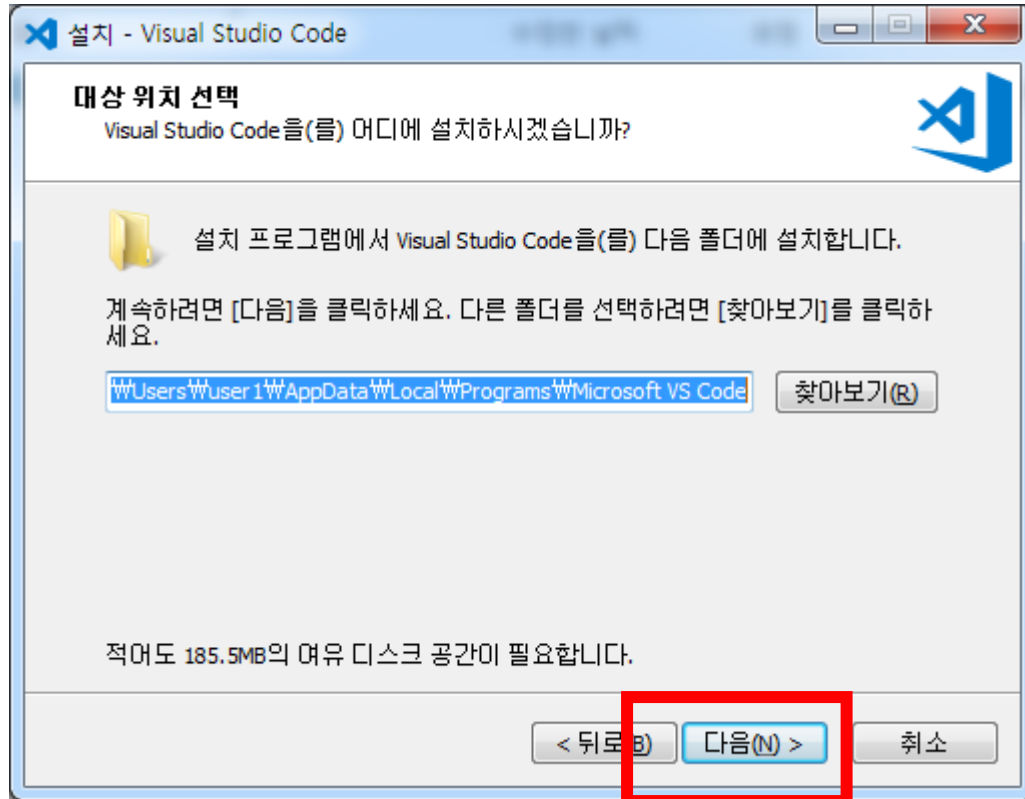 설치 - Visual Studio Code
대상 위치 선택
Visual Studio Code을(를) 어디에 설치하시겠습니까?
설치 프로그램에서 Visual Studio Code을(를) 다음 폴더에 설치합니다.
계속하려면 [다음]을 클릭하세요. 다른 폴더를 선택하려면 [찾아보기]를 클릭하
세요.
₩Users₩user1₩AppData₩Local₩Programs₩Microsoft VS Code 찾아보기(R)
적어도 185.5MB의 여유 디스크 공간이 필요합니다.
< 뒤로B) 다음(N) > 취소